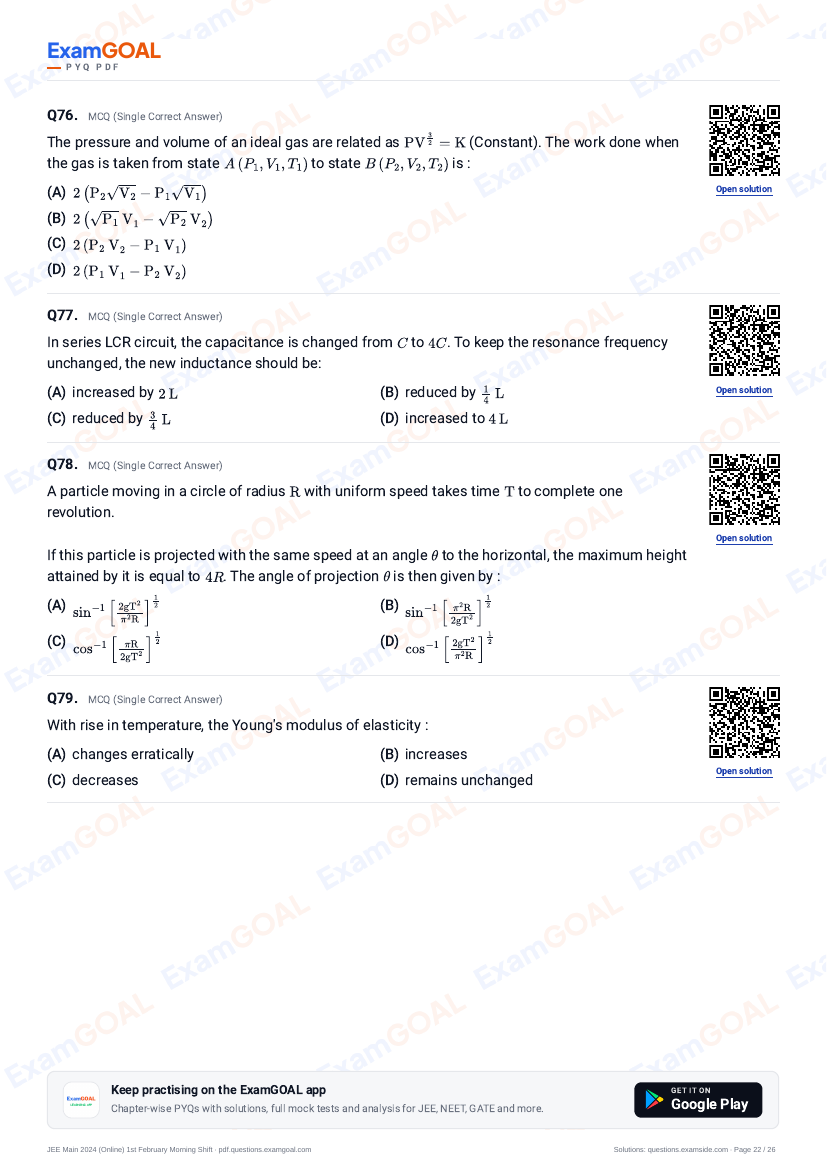 ExamGOAL
PYQ PDF
Q76. MCQ (Single Correct Answer)
The pressure and volume of an ideal gas are related as PV^{3/2} = K (Constant). The work done when
the gas is taken from state A (P₁, V₁, T₁) to state B (P₂, V₂, T₂) is :
(A) 2 (P₂√V₂ − P₁√V₁)
(B) 2 (√P₁ V₁ − √P₂ V₂)
(C) 2 (P₂ V₂ − P₁ V₁)
(D) 2 (P₁ V₁ − P₂ V₂)
Open solution
Q77. MCQ (Single Correct Answer)
In series LCR circuit, the capacitance is changed from C to 4C. To keep the resonance frequency
unchanged, the new inductance should be:
(A) increased by 2 L
(B) reduced by 1/4 L
(C) reduced by 3/4 L
(D) increased to 4 L
Open solution
Q78. MCQ (Single Correct Answer)
A particle moving in a circle of radius R with uniform speed takes time T to complete one
revolution.
If this particle is projected with the same speed at an angle θ to the horizontal, the maximum height
attained by it is equal to 4R. The angle of projection θ is then given by :
(A) sin⁻¹ [2gT²/π²R]^{1/2}
(B) sin⁻¹ [π²R/2gT²]^{1/2}
(C) cos⁻¹ [πR/2gT²]^{1/2}
(D) cos⁻¹ [2gT²/π²R]^{1/2}
Open solution
Q79. MCQ (Single Correct Answer)
With rise in temperature, the Young's modulus of elasticity :
(A) changes erratically
(B) increases
(C) decreases
(D) remains unchanged
Open solution
ExamGOAL
Keep practising on the ExamGOAL app
Chapter-wise PYQs with solutions, full mock tests and analysis for JEE, NEET, GATE and more.
GET IT ON
Google Play
JEE Main 2024 (Online) 1st February Morning Shift · pdf.questions.examgoal.com
Solutions: questions.examside.com · Page 22 / 26